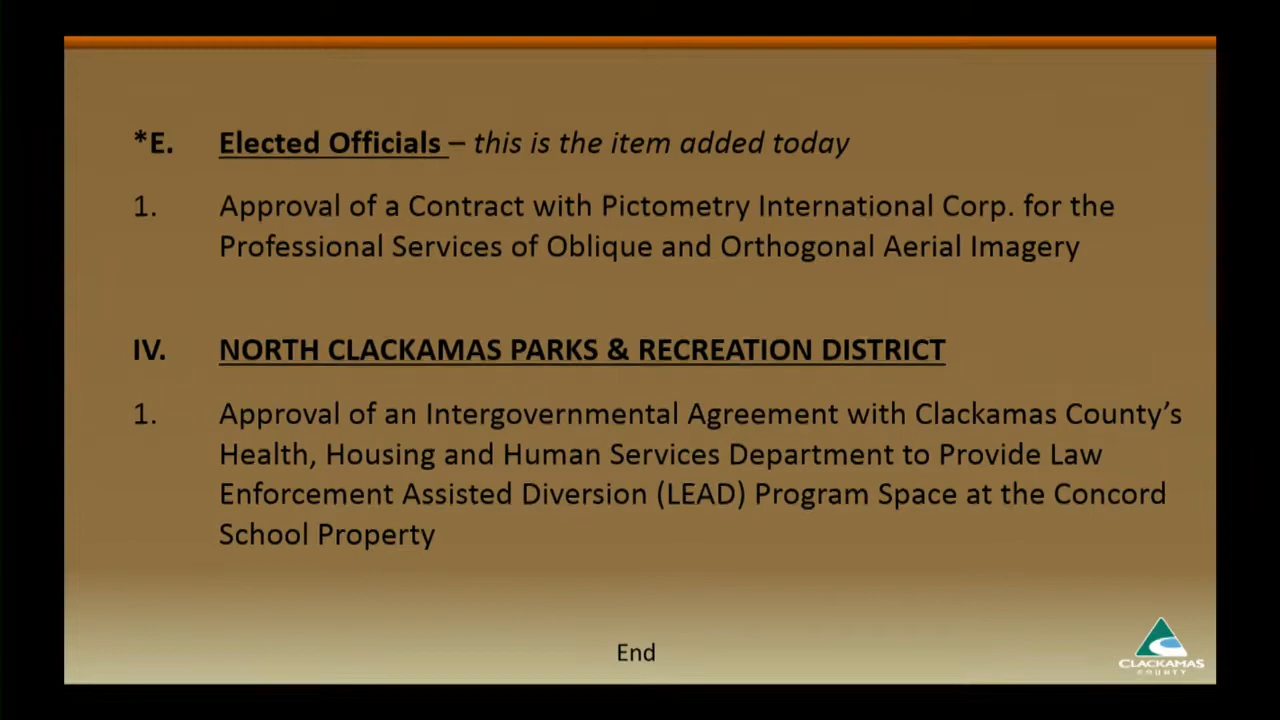 *E. Elected Officials – this is the item added today
1. Approval of a Contract with Pictometry International Corp. for the
Professional Services of Oblique and Orthogonal Aerial Imagery
IV. NORTH CLACKAMAS PARKS & RECREATION DISTRICT
1. Approval of an Intergovernmental Agreement with Clackamas County’s
Health, Housing and Human Services Department to Provide Law
Enforcement Assisted Diversion (LEAD) Program Space at the Concord
School Property
End
CLACKAMAS
COUNTY